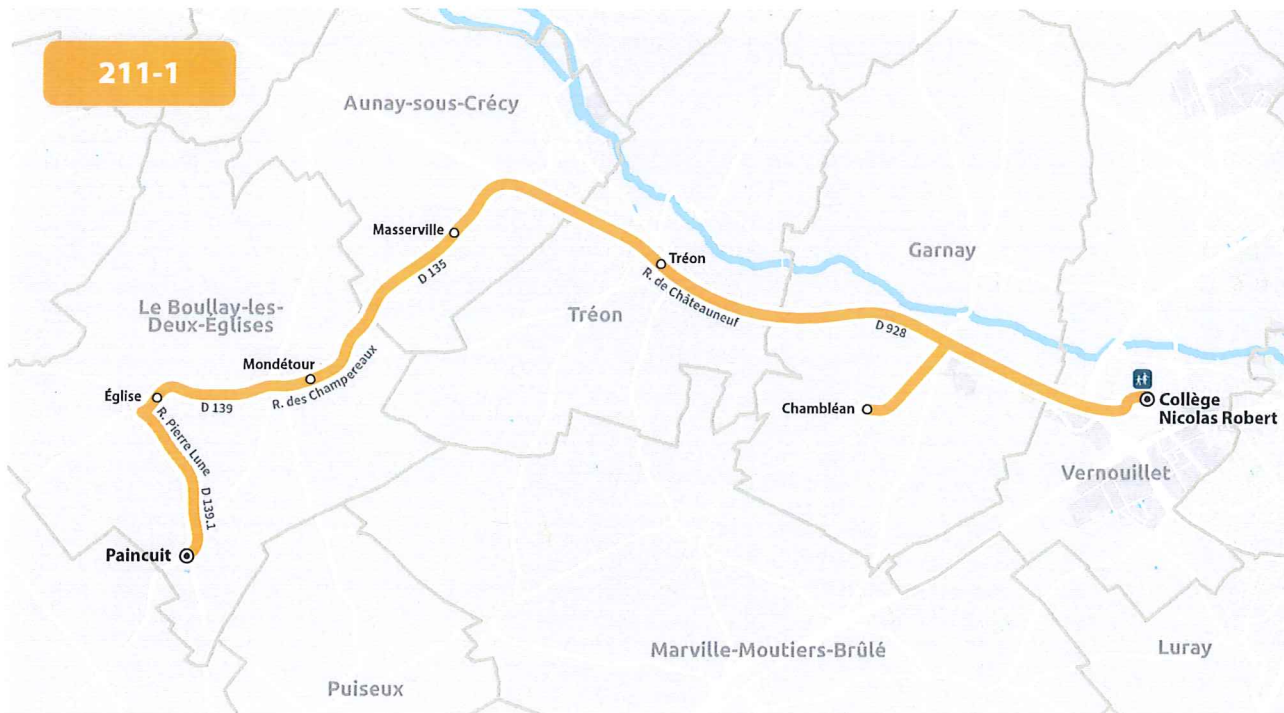 211-1
Aunay-sous-Crécy
Masserville
D 135
Garnay
Tréon
R. de Châteauneuf
Le Boullay-les-
Deux-Églises
Tréon
D 928
Mondétour
R. des Champereaux
Église
D 139
R. Pierre Lune
Chambléan
Collège
Nicolas Robert
Vernouillet
D 139.1
Paincuit
Marville-Moutiers-Brûlé
Luray
Puiseux